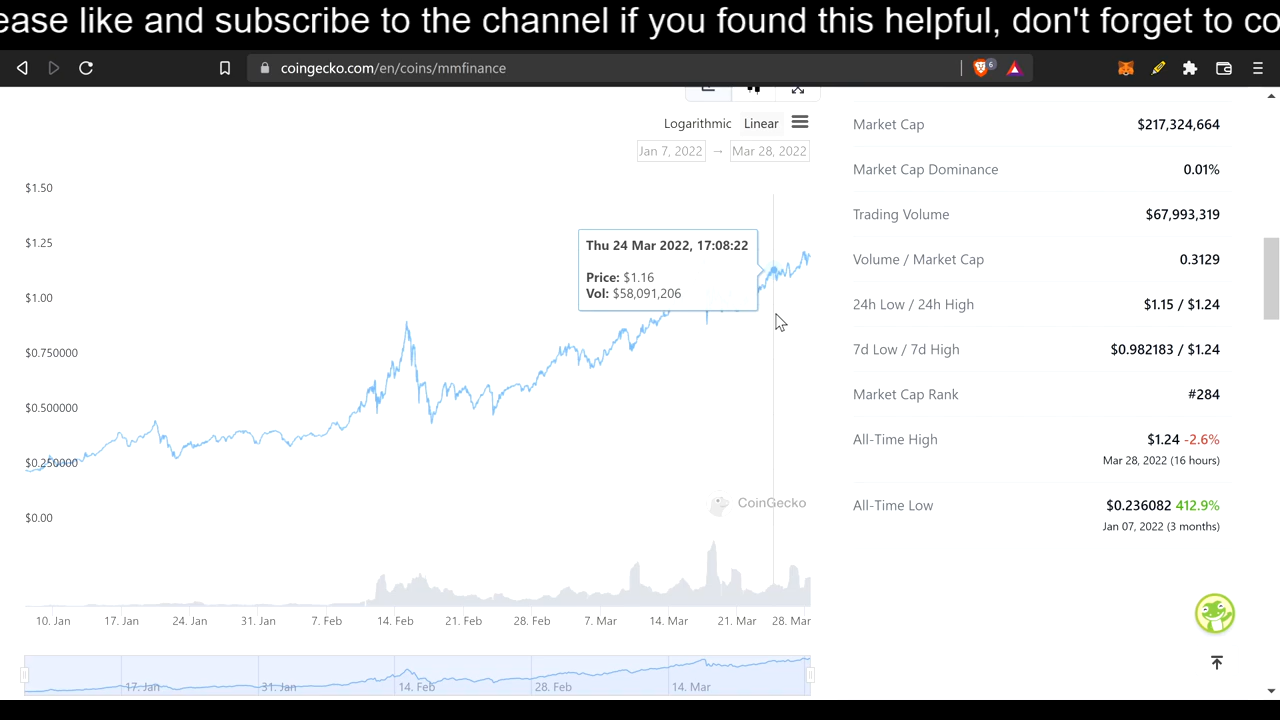 ease like and subscribe to the channel if you found this helpful, don't forget to co
coingecko.com/en/coins/mmfinance
6
Logarithmic Linear
Jan 7, 2022 → Mar 28, 2022
$1.50
$1.25
$1.00
$0.750000
$0.500000
$0.250000
$0.00
Thu 24 Mar 2022, 17:08:22
Price: $1.16
Vol: $58,091,206
CoinGecko
10. Jan 17. Jan 24. Jan 31. Jan 7. Feb 14. Feb 21. Feb 28. Feb 7. Mar 14. Mar 21. Mar 28. Mar
17. Jan 31. Jan 14. Feb 28. Feb 14. Mar
Market Cap $217,324,664
Market Cap Dominance 0.01%
Trading Volume $67,993,319
Volume / Market Cap 0.3129
24h Low / 24h High $1.15 / $1.24
7d Low / 7d High $0.982183 / $1.24
Market Cap Rank #284
All-Time High $1.24 -2.6%
Mar 28, 2022 (16 hours)
All-Time Low $0.236082 412.9%
Jan 07, 2022 (3 months)